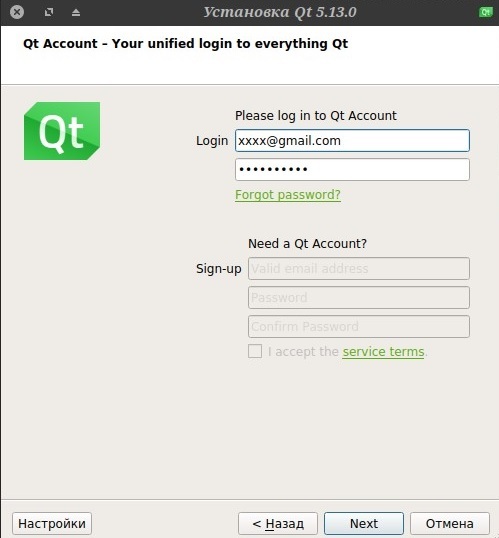 Установка Qt 5.13.0
Qt
Qt Account – Your unified login to everything Qt
Qt
Please log in to Qt Account
Login xxxx@gmail.com
••••••••••
Forgot password?
Need a Qt Account?
Sign-up Valid email address
Password
Confirm Password
I accept the service terms.
Настройки < Назад Next Отмена